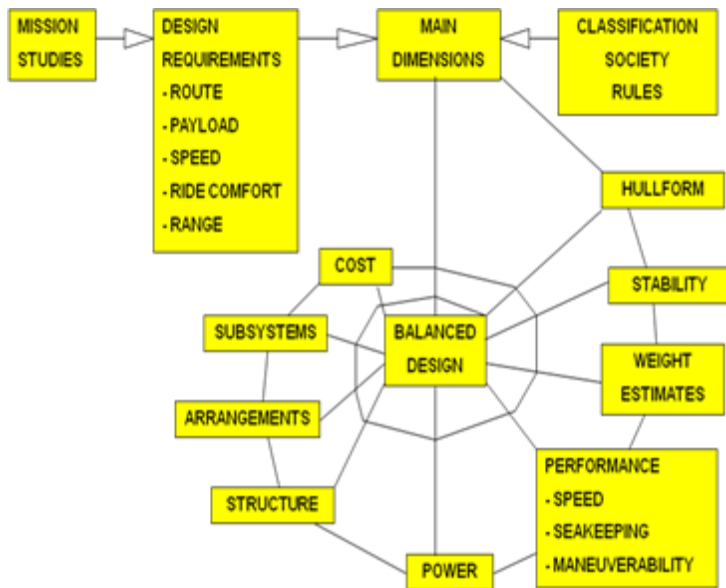 MISSION
STUDIES
DESIGN
REQUIREMENTS
- ROUTE
- PAYLOAD
- SPEED
- RIDE COMFORT
- RANGE
MAIN
DIMENSIONS
CLASSIFICATION
SOCIETY
RULES
HULLFORM
COST
STABILITY
SUBSYSTEMS
BALANCED
DESIGN
WEIGHT
ESTIMATES
ARRANGEMENTS
STRUCTURE
PERFORMANCE
- SPEED
- SEAKEEPING
- MANEUVERABILITY
POWER